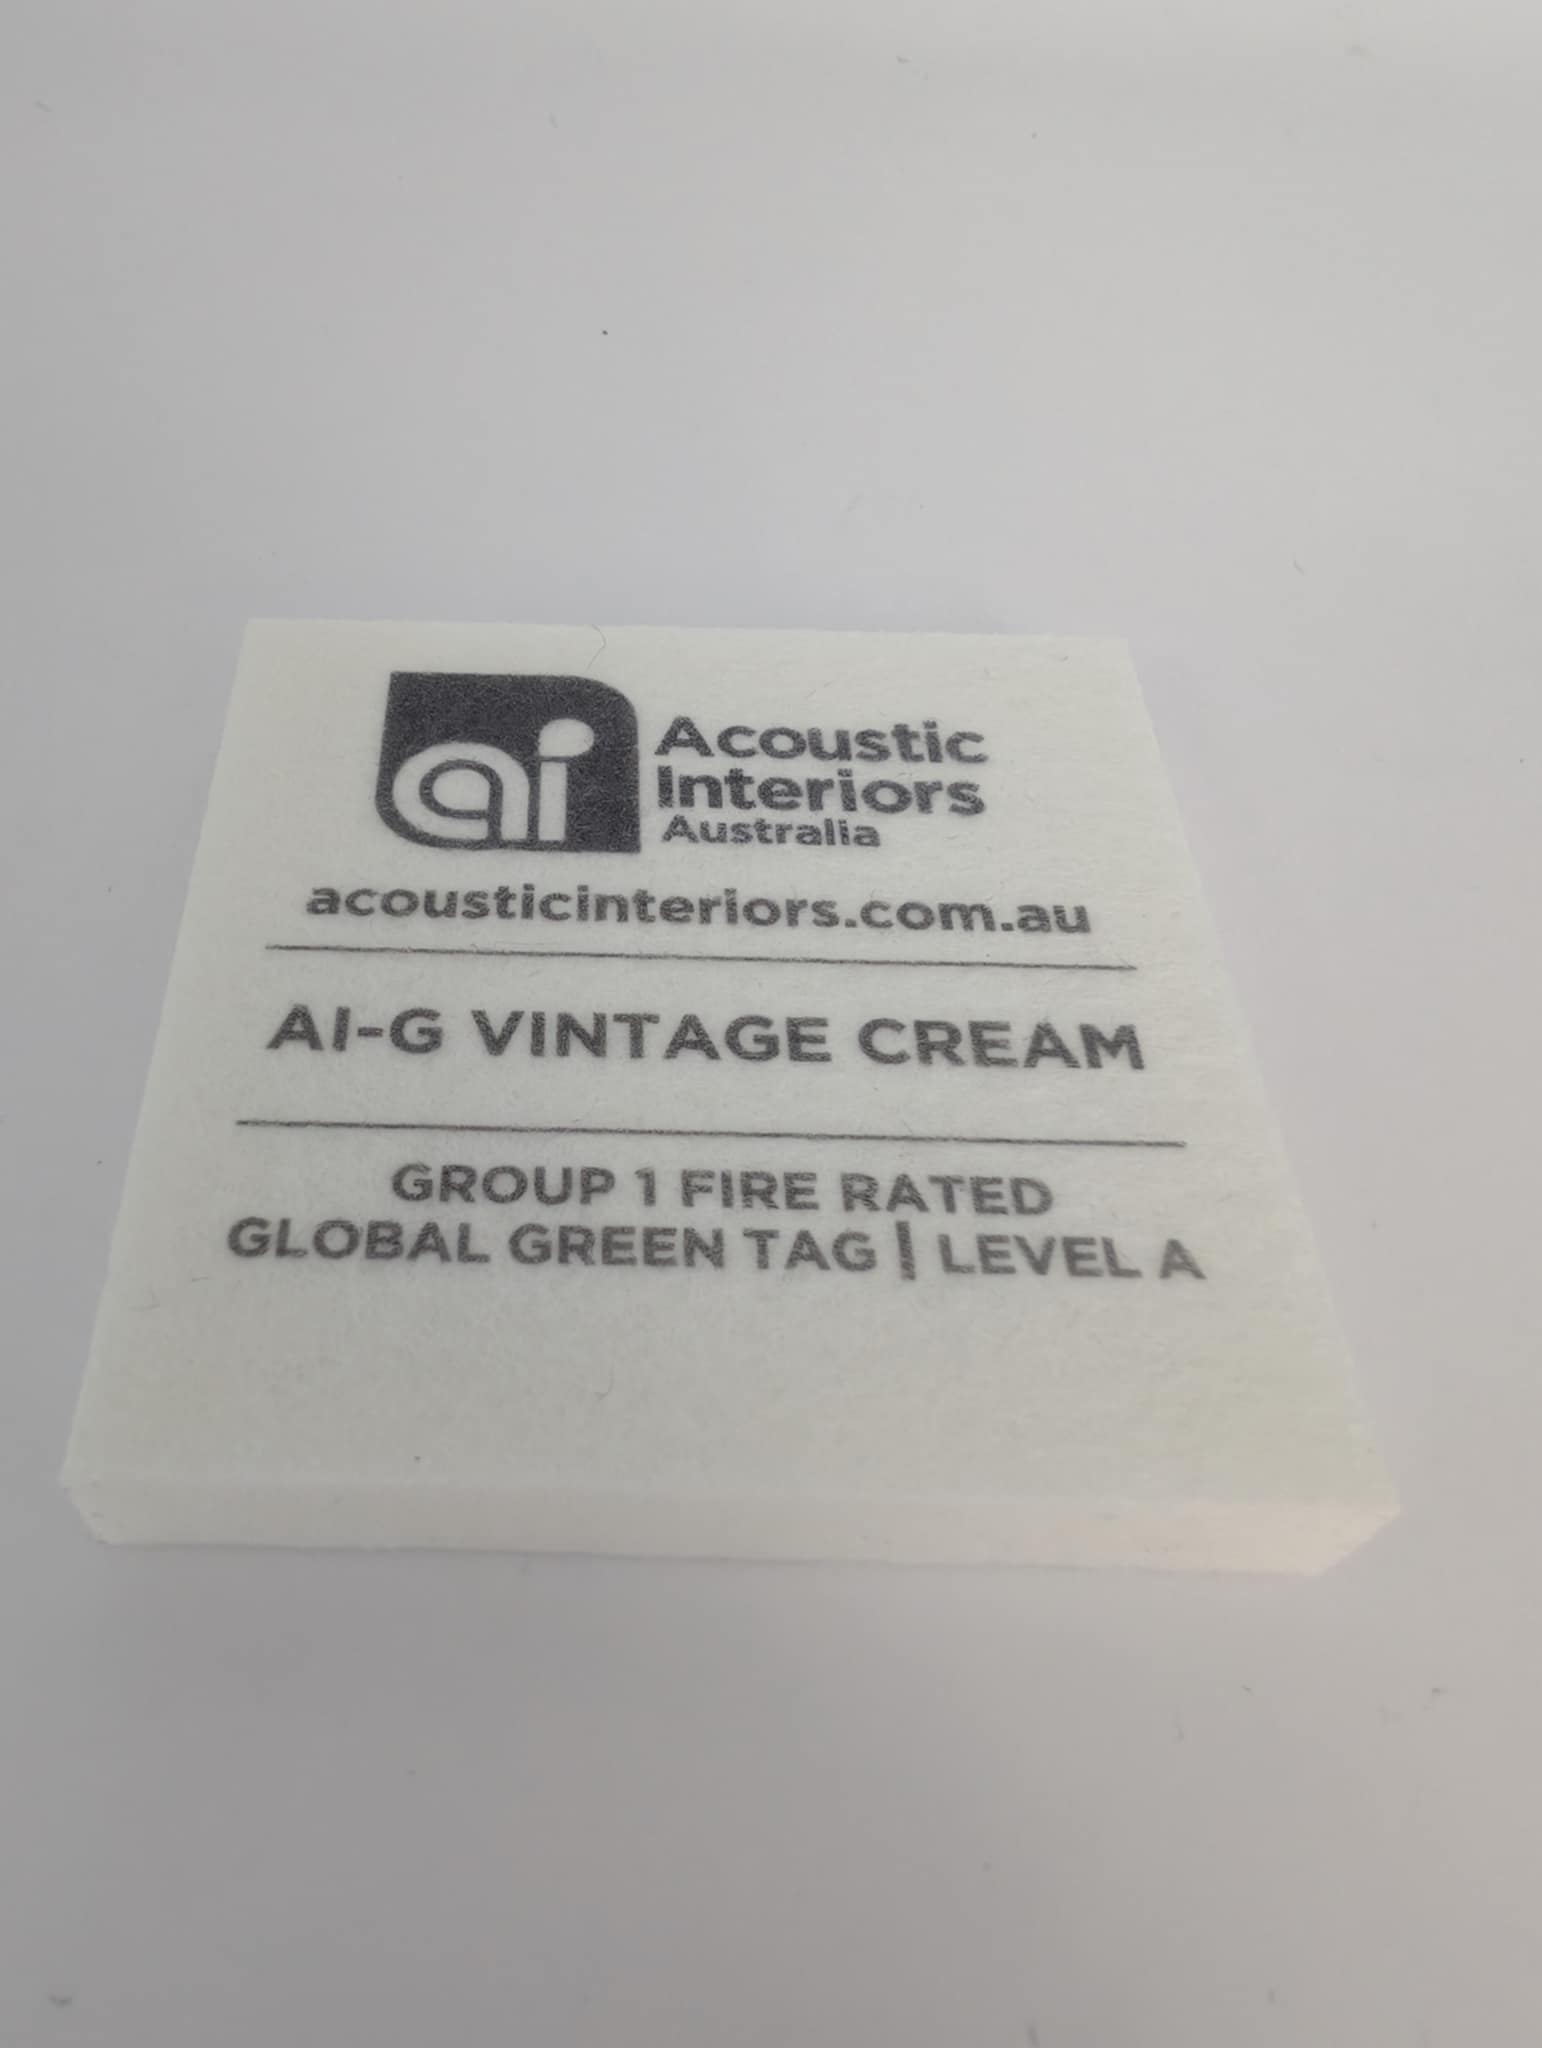 ai
Acoustic
Interiors
Australia
acousticinteriors.com.au
AI-G VINTAGE CREAM
GROUP 1 FIRE RATED
GLOBAL GREEN TAG | LEVEL A